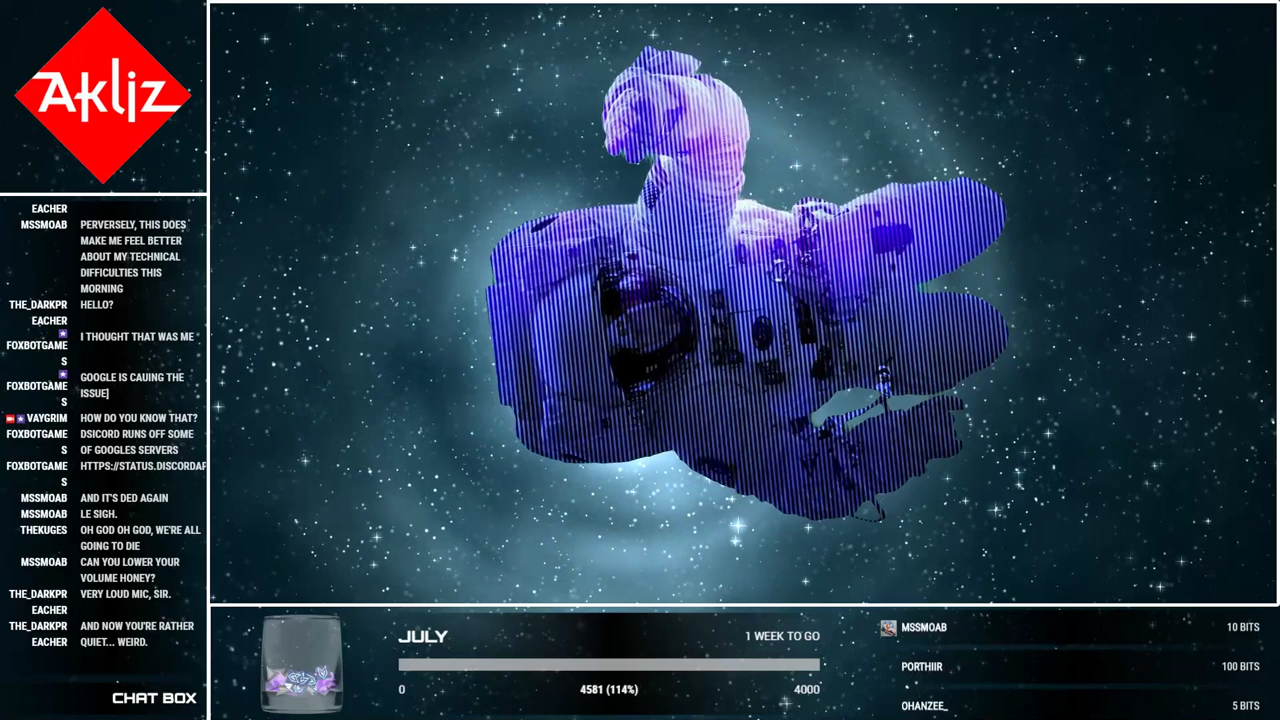 Akljz
EACHER
MSSMOAB PERVERSELY, THIS DOES
MAKE ME FEEL BETTER
ABOUT MY TECHNICAL
DIFFICULTIES THIS
MORNING
THE_DARKPR HELLO?
EACHER
FOXBOTGAME I THOUGHT THAT WAS ME
S
FOXBOTGAME GOOGLE IS CAUING THE
S ISSUE]
VAYGRIM HOW DO YOU KNOW THAT?
FOXBOTGAME DSICORD RUNS OFF SOME
S OF GOOGLES SERVERS
FOXBOTGAME HTTPS://STATUS.DISCORDAP
S
MSSMOAB AND IT'S DED AGAIN
MSSMOAB LE SIGH.
THEKUGES OH GOD OH GOD, WE'RE ALL
GOING TO DIE
MSSMOAB CAN YOU LOWER YOUR
VOLUME HONEY?
THE_DARKPR VERY LOUD MIC, SIR.
EACHER
THE_DARKPR AND NOW YOU'RE RATHER
EACHER QUIET... WEIRD.
CHAT BOX
JULY 1 WEEK TO GO
0 4581 (114%) 4000
MSSMOAB 10 BITS
PORTHIIR 100 BITS
OHANZEE_ 5 BITS